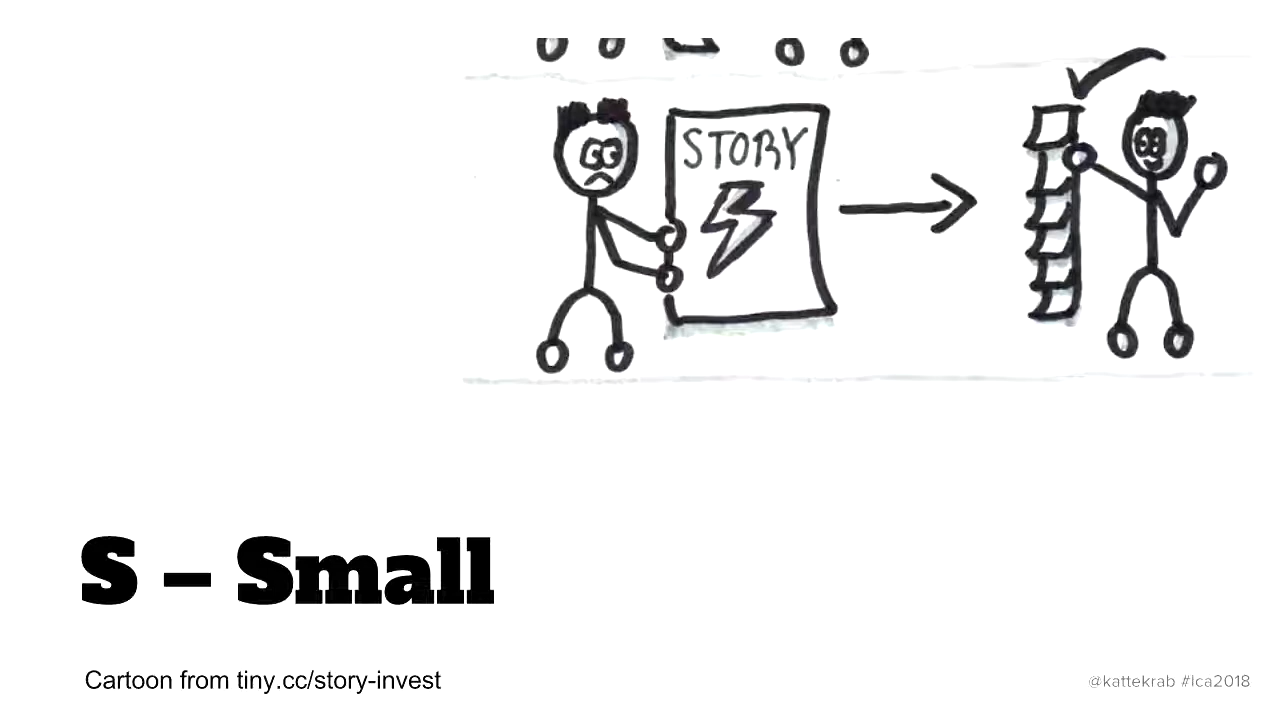 STORY
S – Small
Cartoon from tiny.cc/story-invest
@kattekrab #lca2018